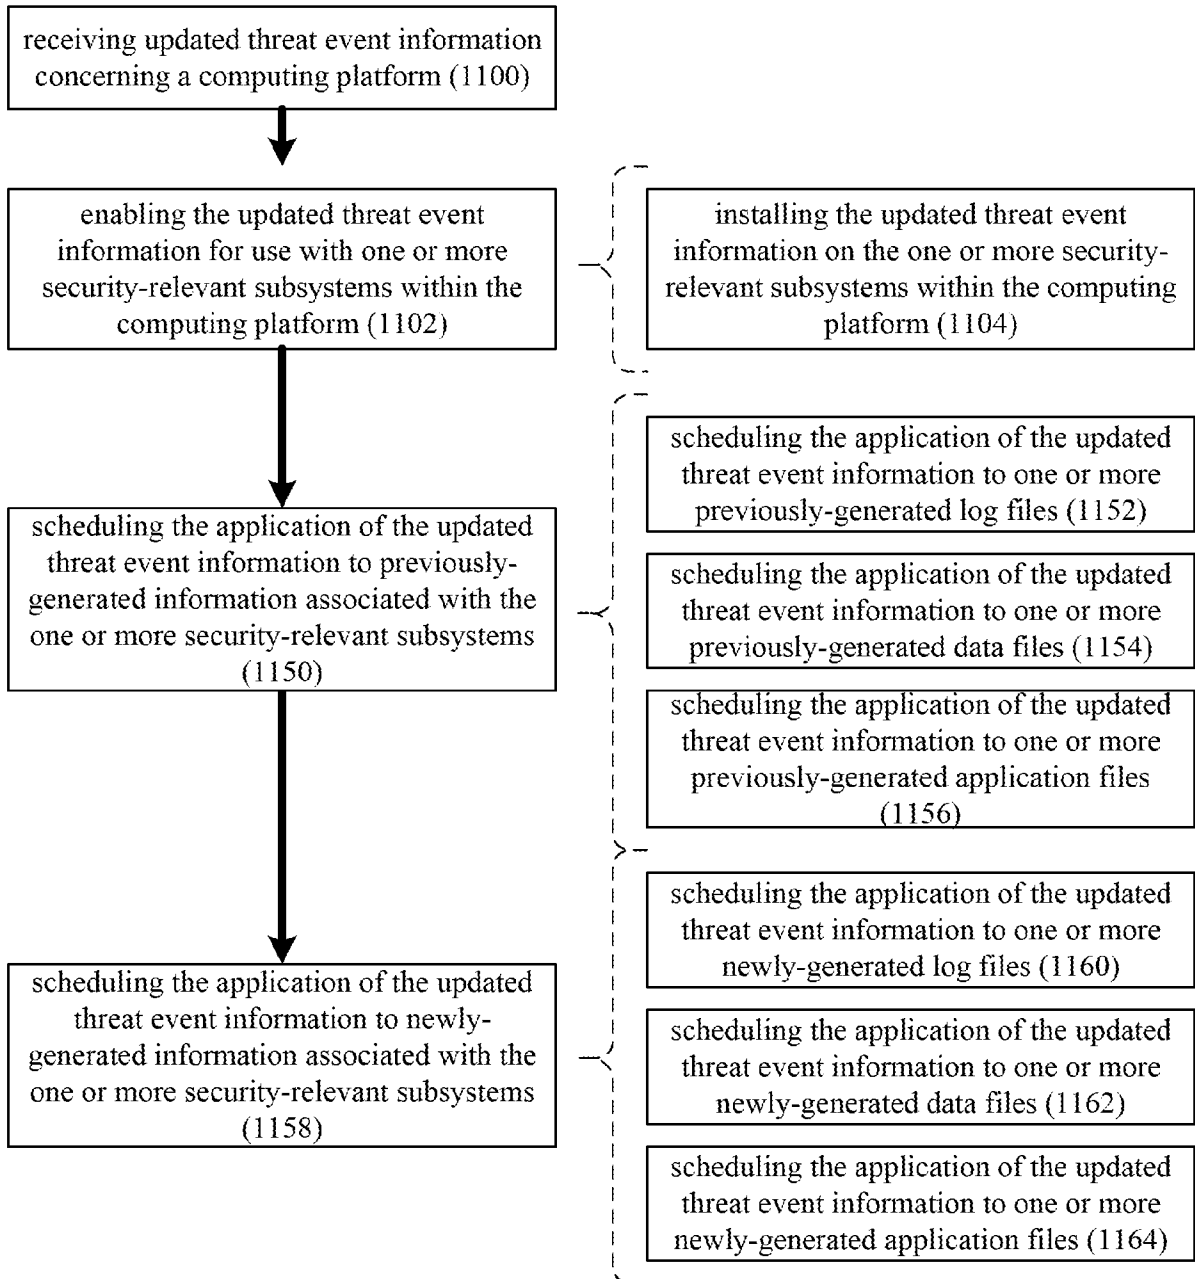 receiving updated threat event information
concerning a computing platform (1100)
enabling the updated threat event
information for use with one or more
security-relevant subsystems within the
computing platform (1102)
installing the updated threat event
information on the one or more security-
relevant subsystems within the computing
platform (1104)
scheduling the application of the updated
threat event information to previously-
generated information associated with the
one or more security-relevant subsystems
(1150)
scheduling the application of the updated
threat event information to one or more
previously-generated log files (1152)
scheduling the application of the updated
threat event information to one or more
previously-generated data files (1154)
scheduling the application of the updated
threat event information to one or more
previously-generated application files
(1156)
scheduling the application of the updated
threat event information to newly-
generated information associated with the
one or more security-relevant subsystems
(1158)
scheduling the application of the updated
threat event information to one or more
newly-generated log files (1160)
scheduling the application of the updated
threat event information to one or more
newly-generated data files (1162)
scheduling the application of the updated
threat event information to one or more
newly-generated application files (1164)